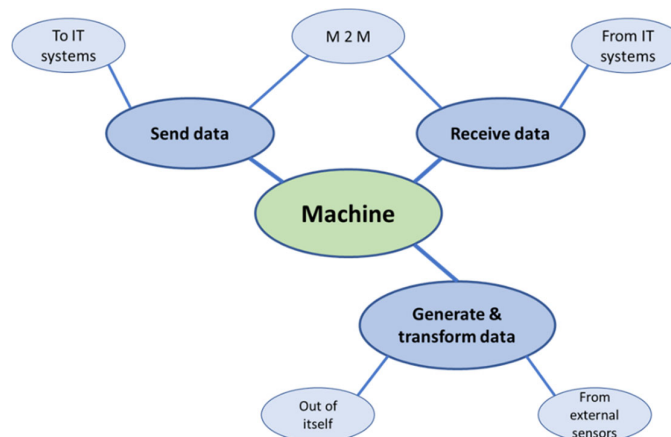 To IT
systems
M 2 M
From IT
systems
Send data
Receive data
Machine
Generate &
transform data
Out of
itself
From
external
sensors